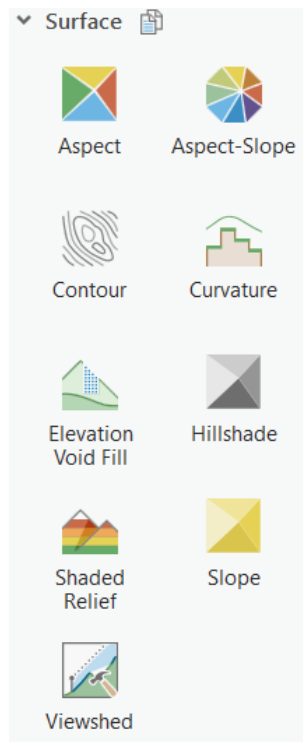 Surface
Aspect
Aspect-Slope
Contour
Curvature
Elevation
Void Fill
Hillshade
Shaded
Relief
Slope
Viewshed